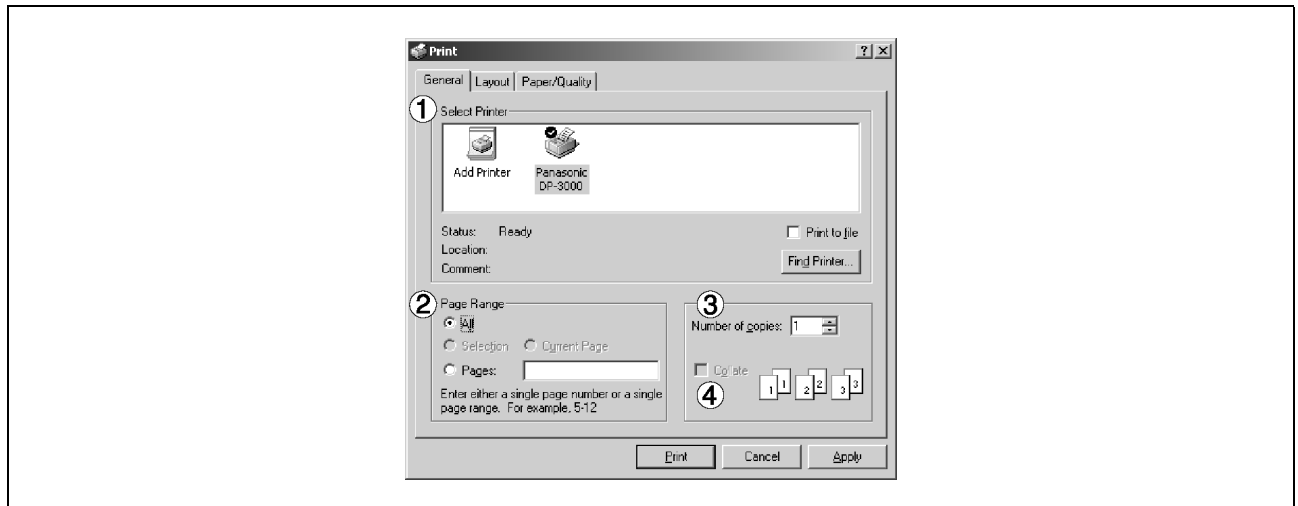 Print
General Layout Paper/Quality
1 Select Printer
Add Printer
Panasonic
DP-3000
Status: Ready
Location:
Comment:
Print to file
Find Printer...
2 Page Range
All
Selection Current Page
Pages:
Enter either a single page number or a single
page range. For example, 5-12
3
Number of copies: 1
Collate
4
1 1 2 2 3 3
Print Cancel Apply